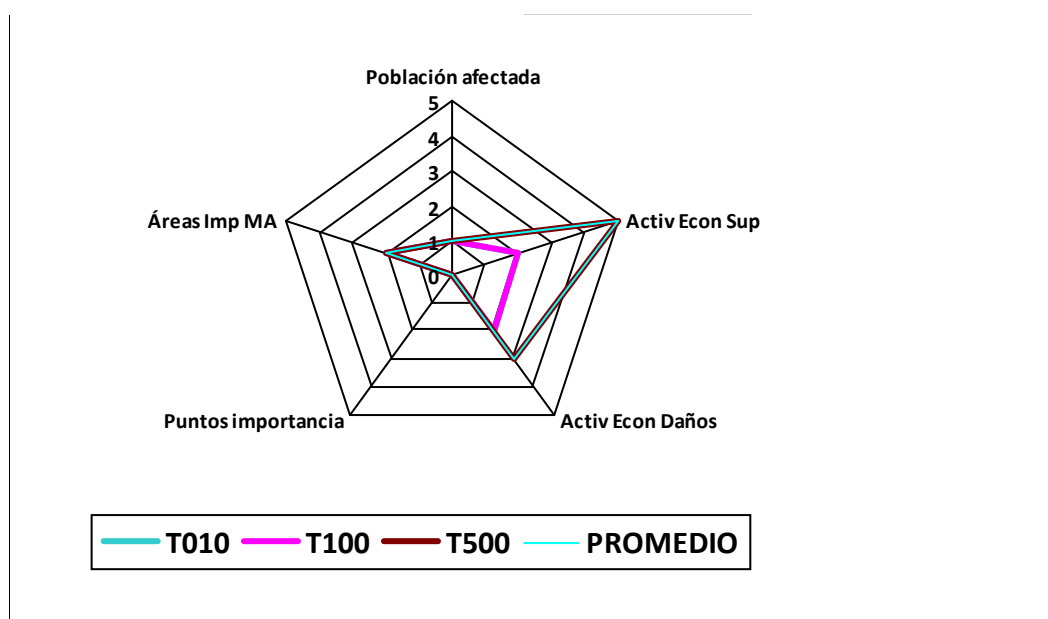 Población afectada
5
4
3
2
1
0
Áreas Imp MA
Activ Econ Sup
Puntos importancia
Activ Econ Daños
T010 T100 T500 PROMEDIO